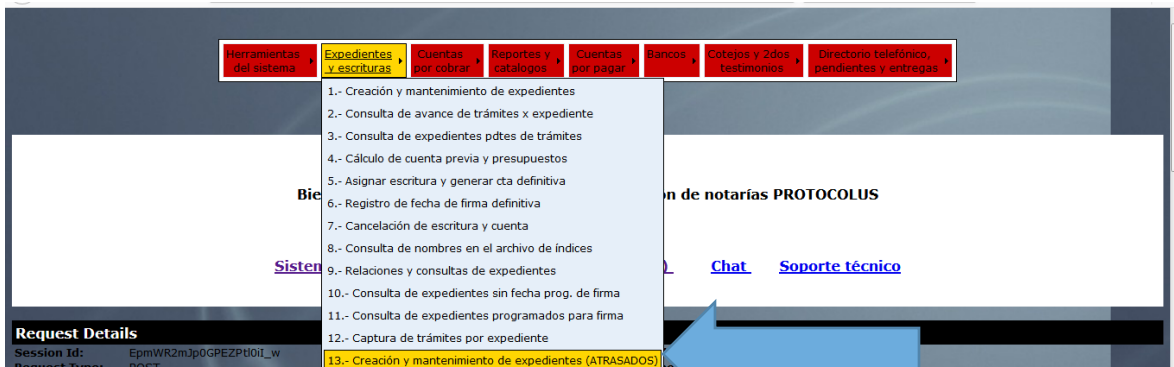 Herramientas del sistema
Expedientes y escrituras
Cuentas por cobrar
Reportes y catalogos
Cuentas por pagar
Bancos
Cotejos y 2dos testimonios
Directorio telefónico, pendientes y entregas
1.- Creación y mantenimiento de expedientes
2.- Consulta de avance de trámites x expediente
3.- Consulta de expedientes pdtes de trámites
4.- Cálculo de cuenta previa y presupuestos
5.- Asignar escritura y generar cta definitiva
6.- Registro de fecha de firma definitiva
7.- Cancelación de escritura y cuenta
8.- Consulta de nombres en el archivo de índices
9.- Relaciones y consultas de expedientes
10.- Consulta de expedientes sin fecha prog. de firma
11.- Consulta de expedientes programados para firma
12.- Captura de trámites por expediente
13.- Creación y mantenimiento de expedientes (ATRASADOS)
de notarías PROTOCOLUS
Chat Soporte técnico
Request Details
Session Id: EpmWR2mJp0GPEZPtl0iI_w